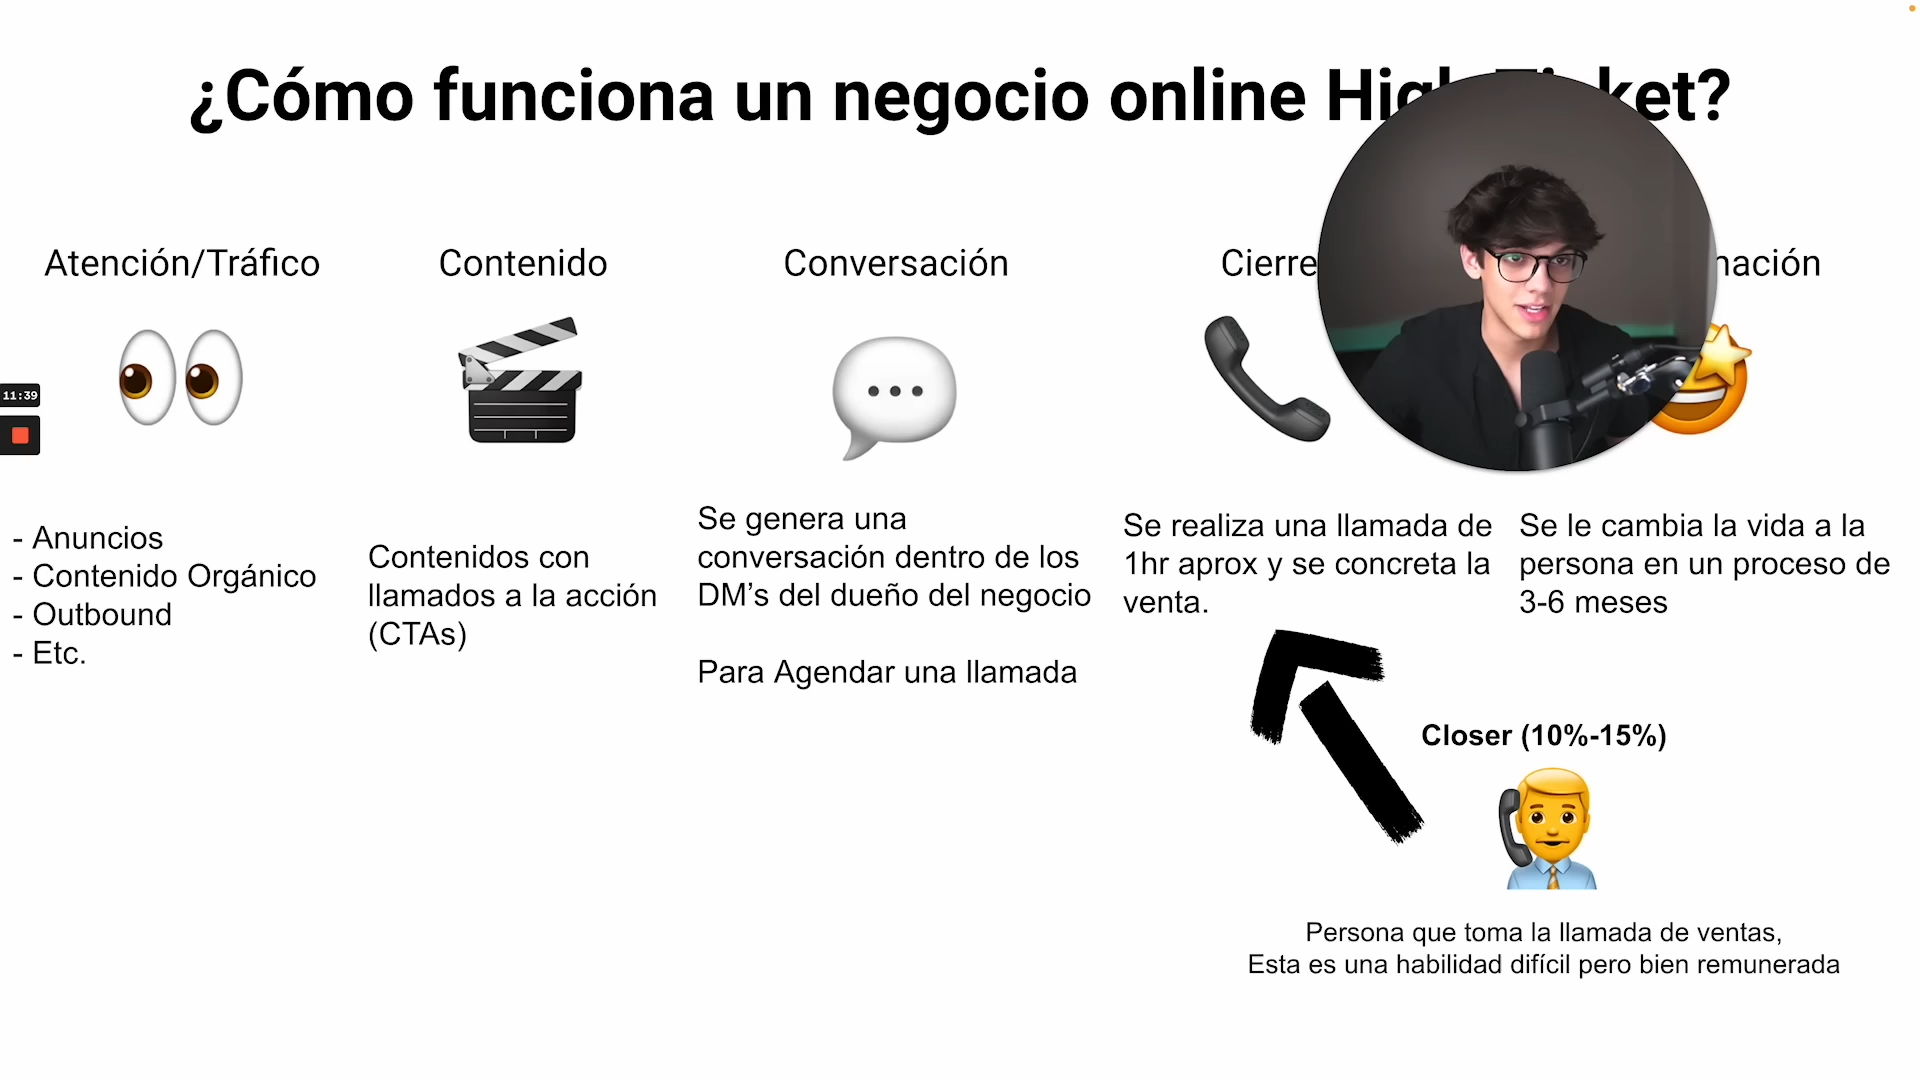 ¿Cómo funciona un negocio online High Ticket?
Atención/Tráfico
Contenido
Conversación
Cierre
11:39
- Anuncios
- Contenido Orgánico
- Outbound
- Etc.
Contenidos con
llamados a la acción
(CTAs)
Se genera una
conversación dentro de los
DM’s del dueño del negocio
Para Agendar una llamada
Se realiza una llamada de
1hr aprox y se concreta la
venta.
Se le cambia la vida a la
persona en un proceso de
3-6 meses
Closer (10%-15%)
Persona que toma la llamada de ventas,
Esta es una habilidad difícil pero bien remunerada